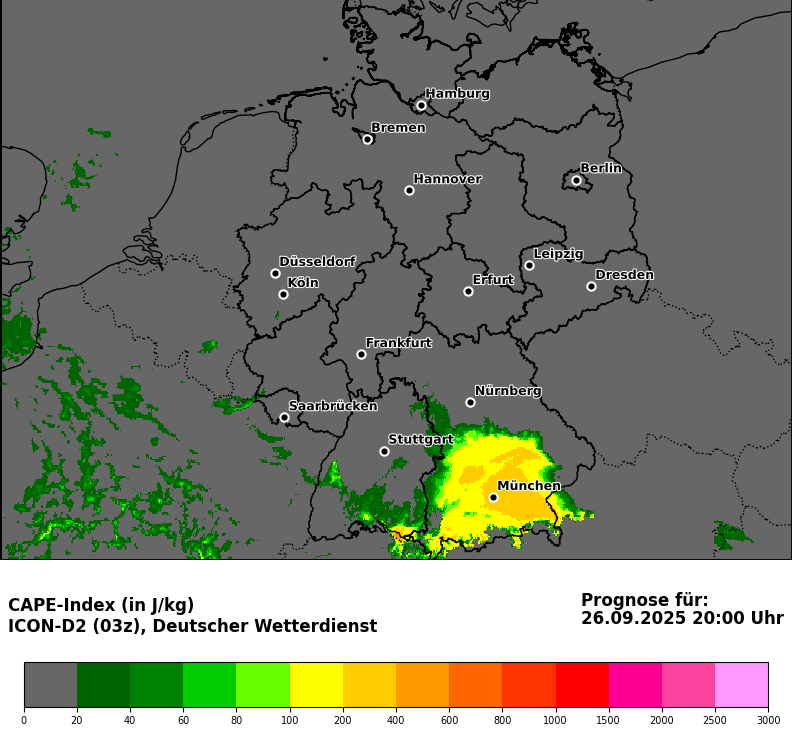 Hamburg
Bremen
Berlin
Hannover
Düsseldorf
Leipzig
Köln
Erfurt
Dresden
Frankfurt
Nürnberg
Saarbrücken
Stuttgart
München
CAPE-Index (in J/kg)
ICON-D2 (03z), Deutscher Wetterdienst
Prognose für:
26.09.2025 20:00 Uhr
0 20 40 60 80 100 200 400 600 800 1000 1500 2000 2500 3000